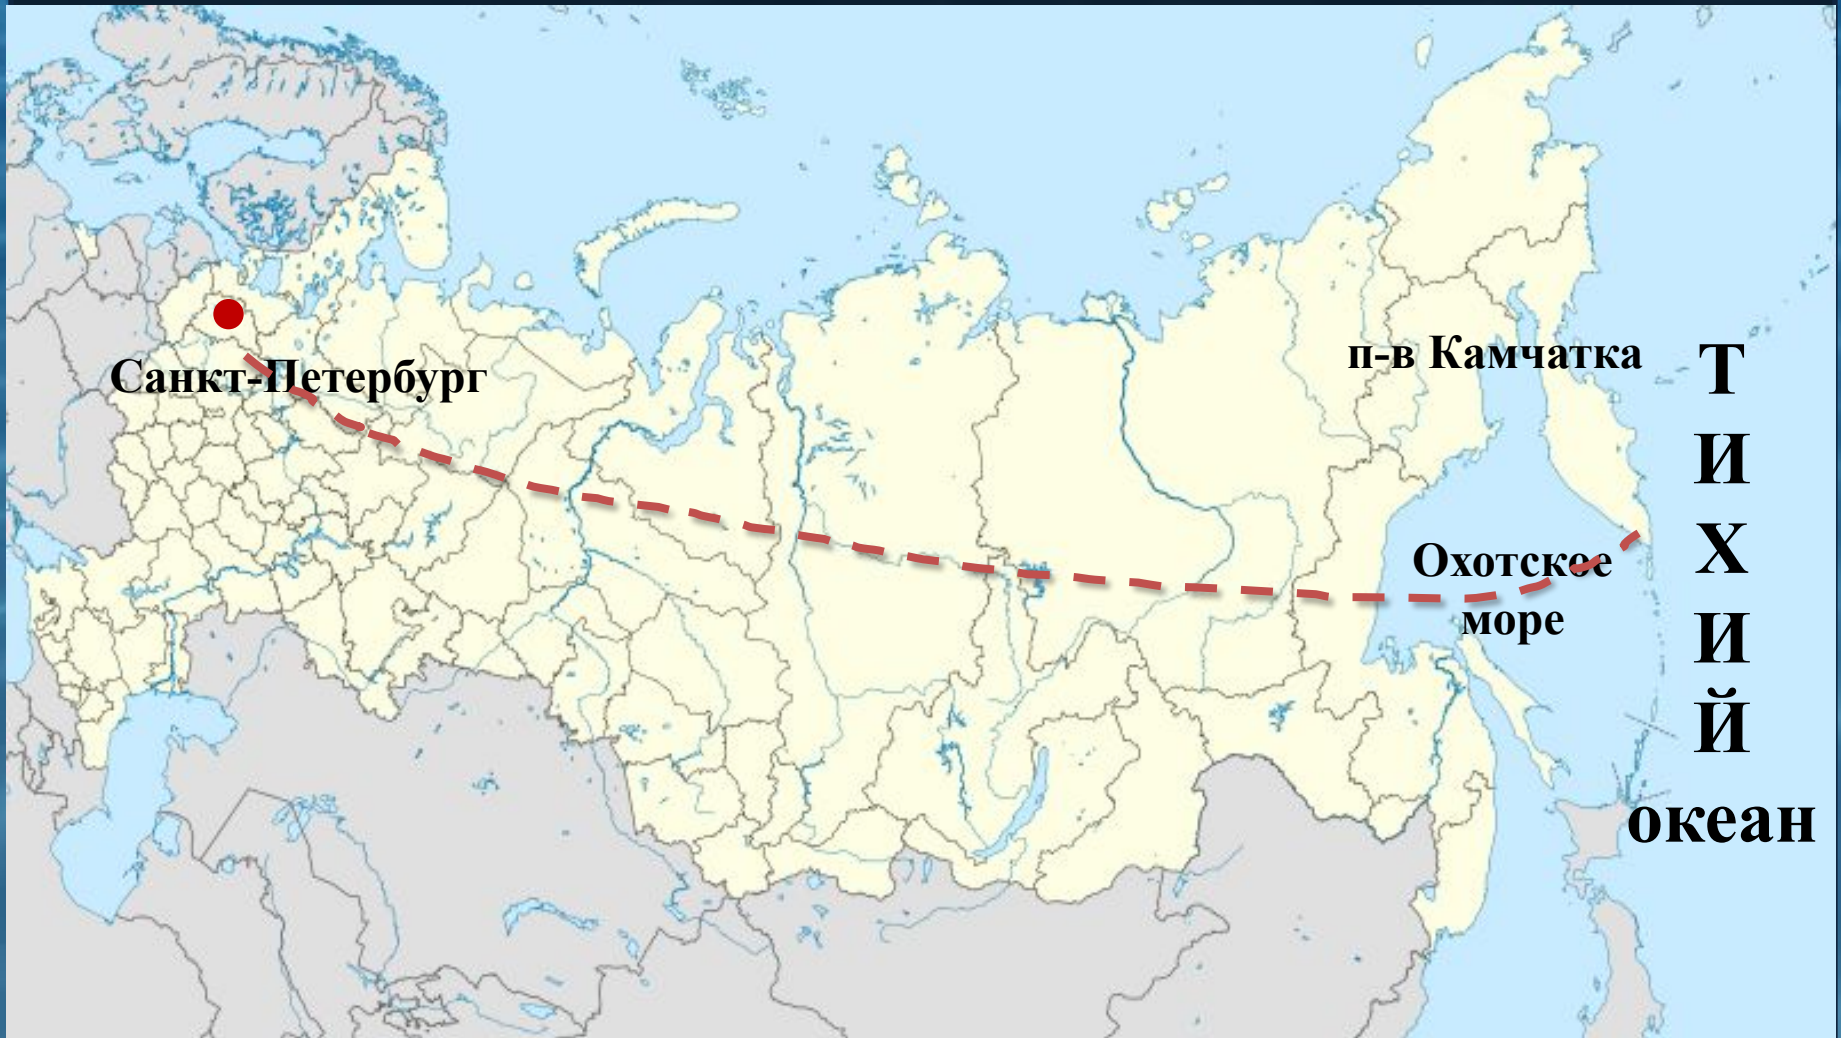 Санкт-Петербург
п-в Камчатка
Охотское
море
Т
И
Х
И
Й
океан